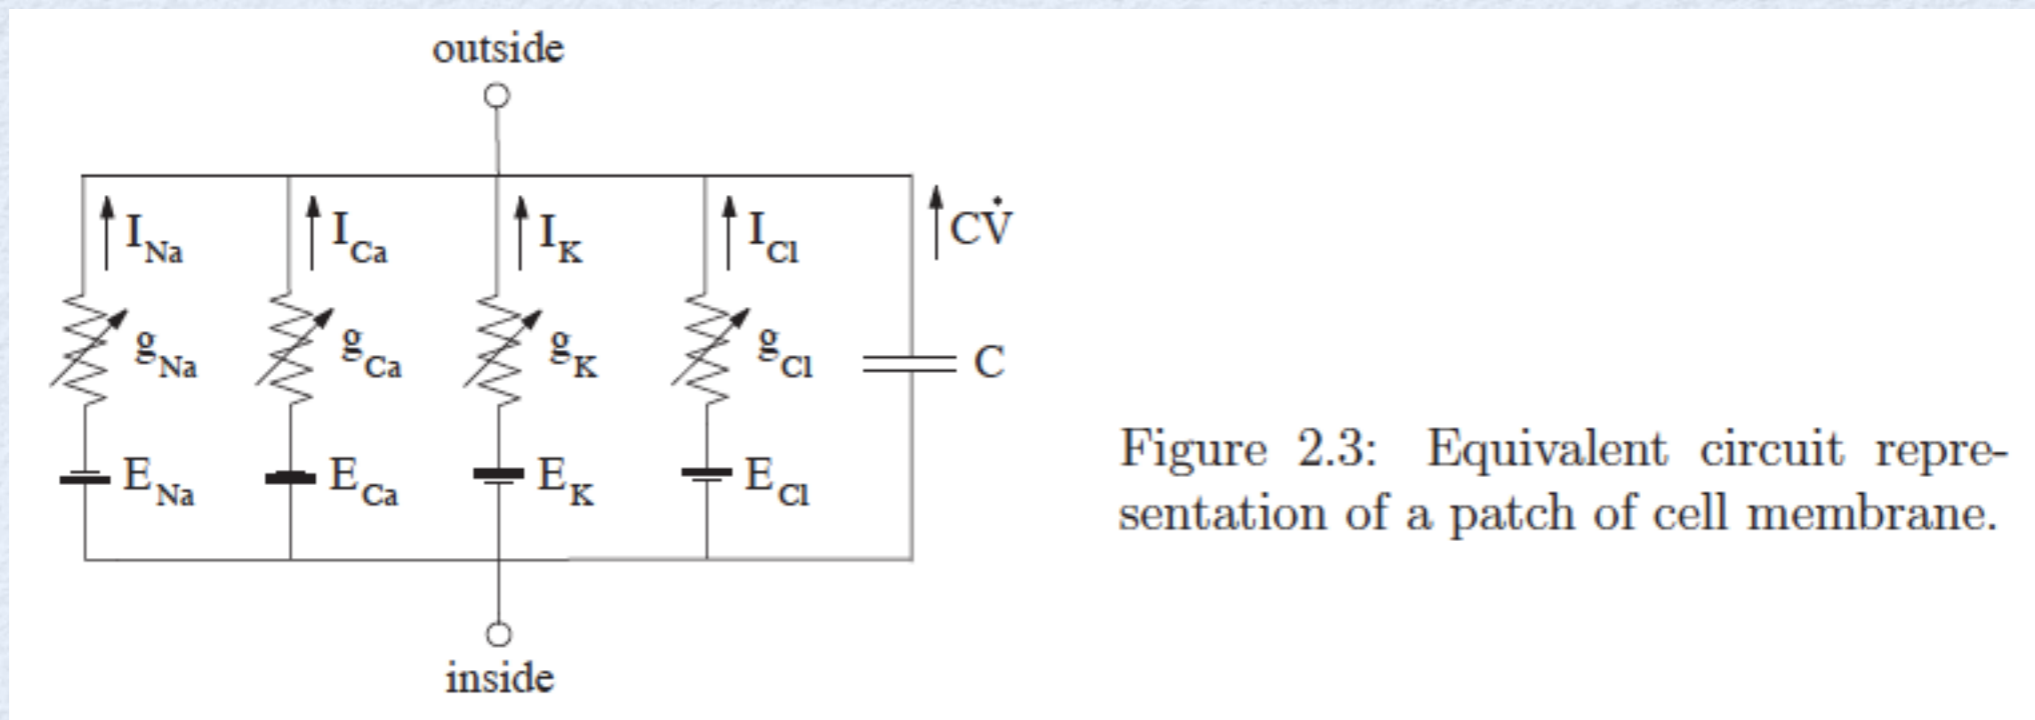 outside
I_Na
I_Ca
I_K
I_Cl
CV̇
g_Na
g_Ca
g_K
g_Cl
C
E_Na
E_Ca
E_K
E_Cl
inside
Figure 2.3: Equivalent circuit repre-
sentation of a patch of cell membrane.